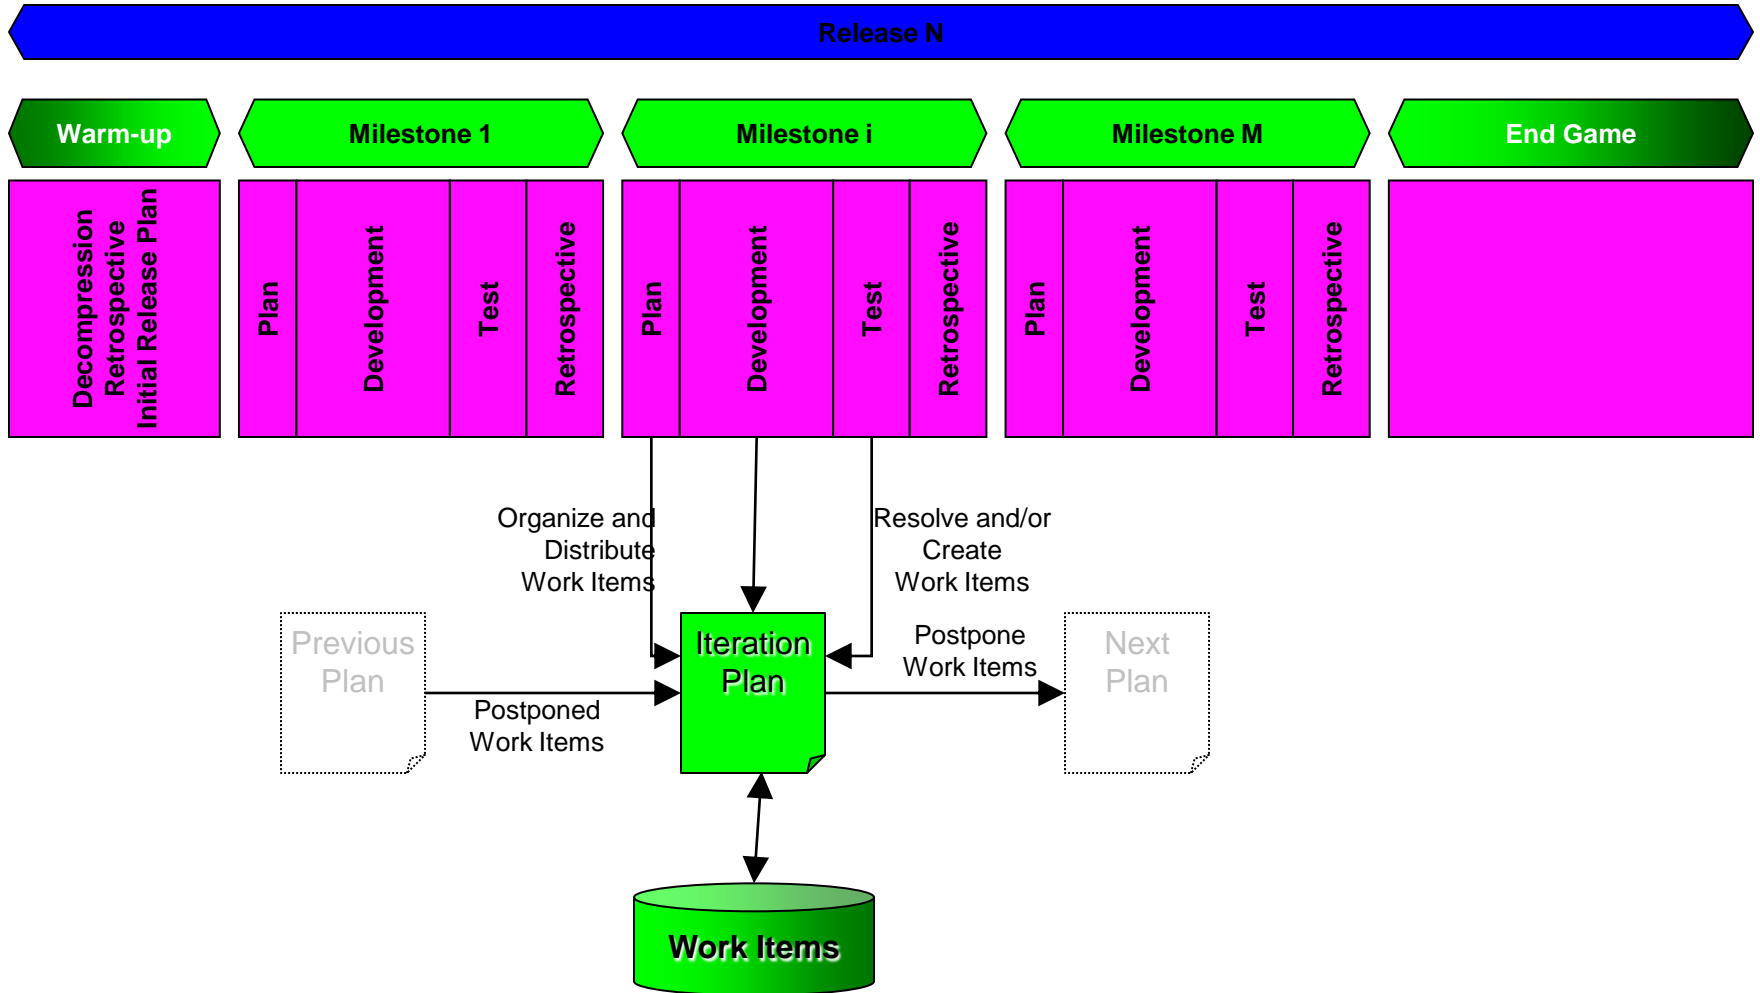 Release N
Warm-up
Milestone 1
Milestone i
Milestone M
End Game
Decompression
Retrospective
Initial Release Plan
Plan
Development
Test
Retrospective
Plan
Development
Test
Retrospective
Plan
Development
Test
Retrospective
Organize and
Distribute
Work Items
Resolve and/or
Create
Work Items
Previous
Plan
Postponed
Work Items
Iteration
Plan
Postpone
Work Items
Next
Plan
Work Items